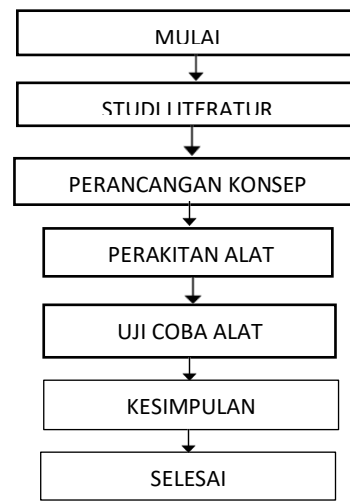 MULAI
STUDI LITERATUR
PERANCANGAN KONSEP
PERAKITAN ALAT
UJI COBA ALAT
KESIMPULAN
SELESAI